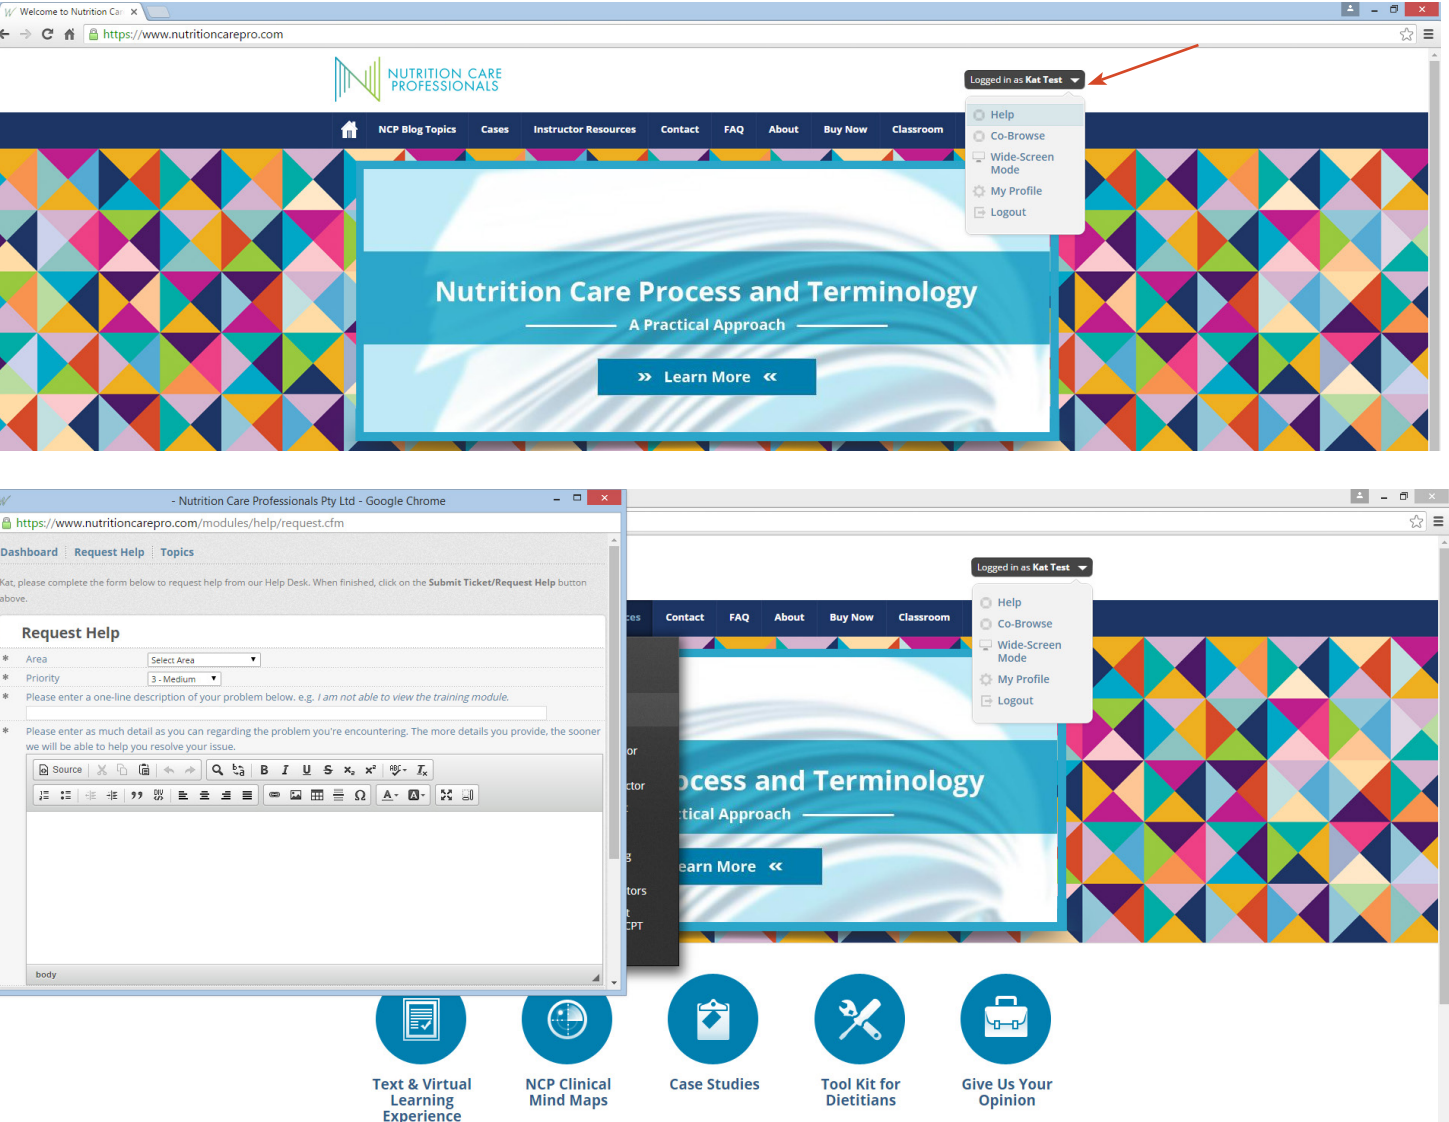 Welcome to Nutrition Car
https://www.nutritioncarepro.com
NUTRITION CARE
PROFESSIONALS
Logged in as Kat Test
Help
Co-Browse
Wide-Screen
Mode
My Profile
Logout
NCP Blog Topics Cases Instructor Resources Contact FAQ About Buy Now Classroom
Nutrition Care Process and Terminology
A Practical Approach
» Learn More «
- Nutrition Care Professionals Pty Ltd - Google Chrome
https://www.nutritioncarepro.com/modules/help/request.cfm
Dashboard Request Help Topics
Kat, please complete the form below to request help from our Help Desk. When finished, click on the Submit Ticket/Request Help button
above.
Request Help
* Area Select Area
* Priority 3 - Medium
* Please enter a one-line description of your problem below. e.g. I am not able to view the training module.
* Please enter as much detail as you can regarding the problem you're encountering. The more details you provide, the sooner
we will be able to help you resolve your issue.
Source
body
Logged in as Kat Test
Help
Co-Browse
Wide-Screen
Mode
My Profile
Logout
ces Contact FAQ About Buy Now Classroom
or
ctor
t
g
tors
t
CPT
ocess and Terminology
tical Approach
earn More «
Text & Virtual
Learning
Experience
NCP Clinical
Mind Maps
Case Studies
Tool Kit for
Dietitians
Give Us Your
Opinion